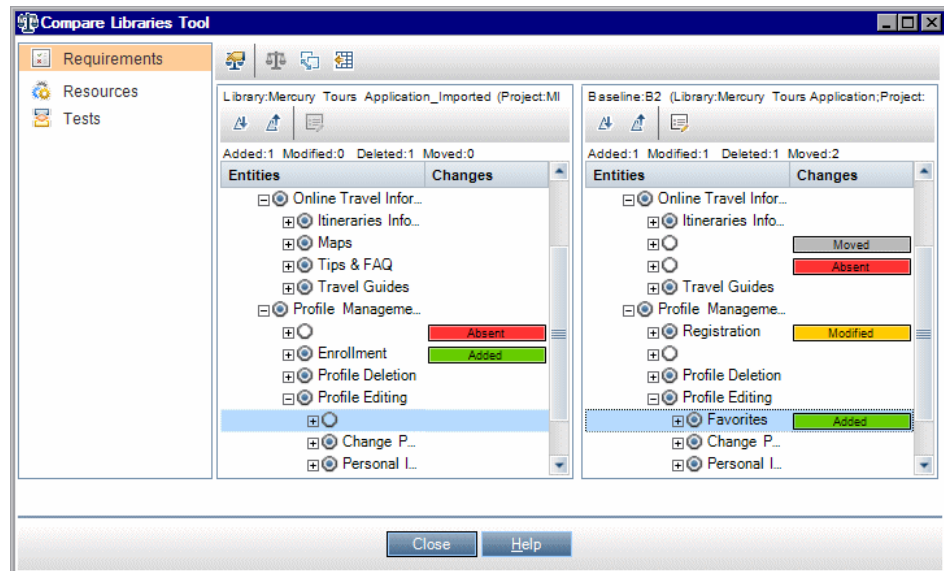 Compare Libraries Tool
Requirements
Resources
Tests
Library:Mercury Tours Application_Imported (Project:MI
Added:1 Modified:0 Deleted:1 Moved:0
Entities Changes
Online Travel Infor...
Itineraries Info...
Maps
Tips & FAQ
Travel Guides
Profile Manageme...
Absent
Enrollment Added
Profile Deletion
Profile Editing
Change P...
Personal I...
Baseline:B2 (Library:Mercury Tours Application;Project:
Added:1 Modified:1 Deleted:1 Moved:2
Entities Changes
Online Travel Infor...
Itineraries Info...
Moved
Absent
Travel Guides
Profile Manageme...
Registration Modified
Profile Deletion
Profile Editing
Favorites Added
Change P...
Personal I...
Close Help